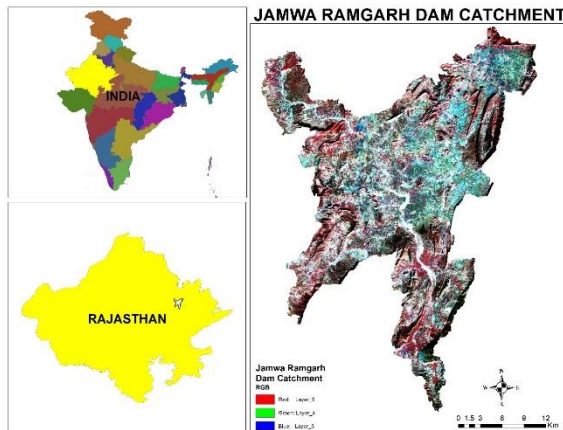 JAMWA RAMGARH DAM CATCHMENT
INDIA
RAJASTHAN
Jamwa Ramgarh
Dam Catchment
RGB
Red: Layer_5
Green: Layer_4
Blue: Layer_3
N
W E
S
0 1.5 3 6 9 12
Km